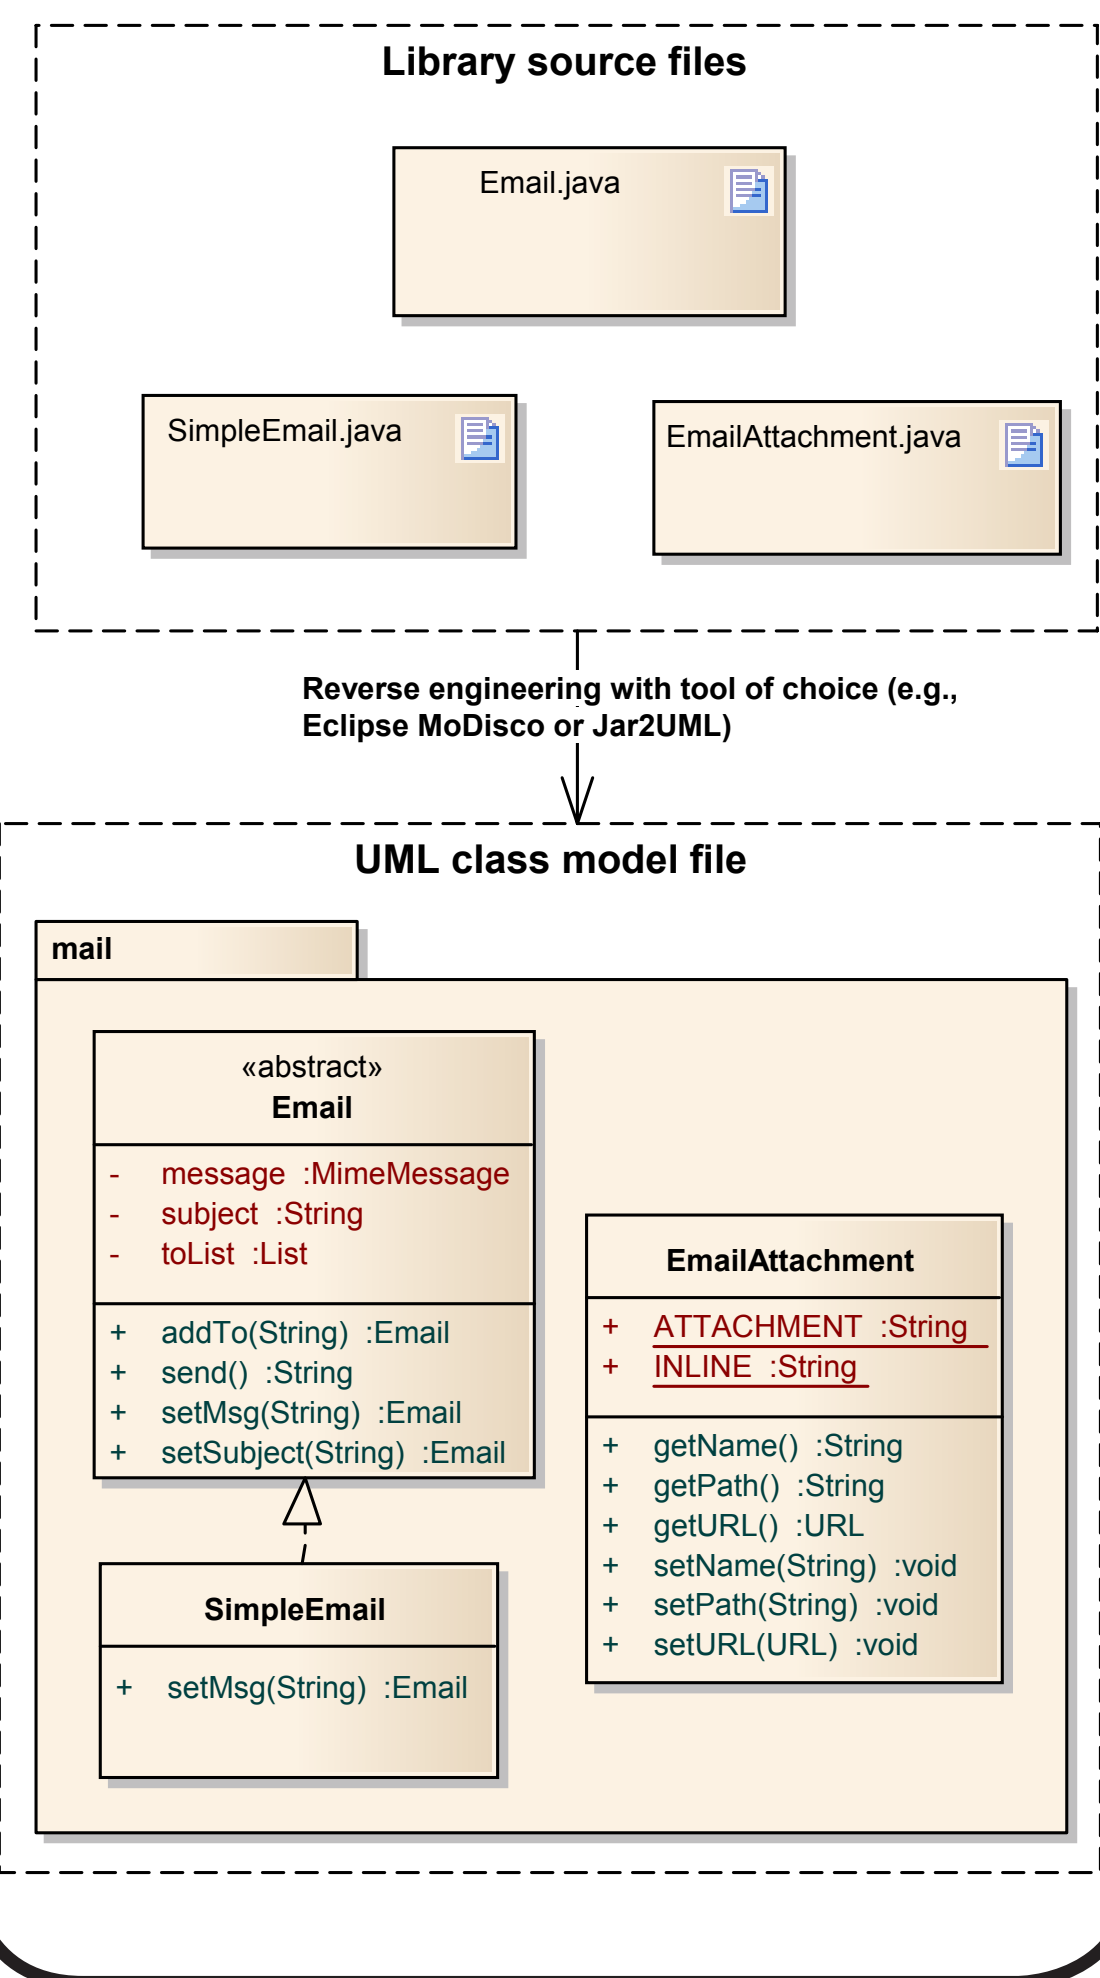 Library source files
Email.java
SimpleEmail.java
EmailAttachment.java
Reverse engineering with tool of choice (e.g.,
Eclipse MoDisco or Jar2UML)
UML class model file
mail
«abstract»
Email
- message :MimeMessage
- subject :String
- toList :List
+ addTo(String) :Email
+ send() :String
+ setMsg(String) :Email
+ setSubject(String) :Email
SimpleEmail
+ setMsg(String) :Email
EmailAttachment
+ ATTACHMENT :String
+ INLINE :String
+ getName() :String
+ getPath() :String
+ getURL() :URL
+ setName(String) :void
+ setPath(String) :void
+ setURL(URL) :void